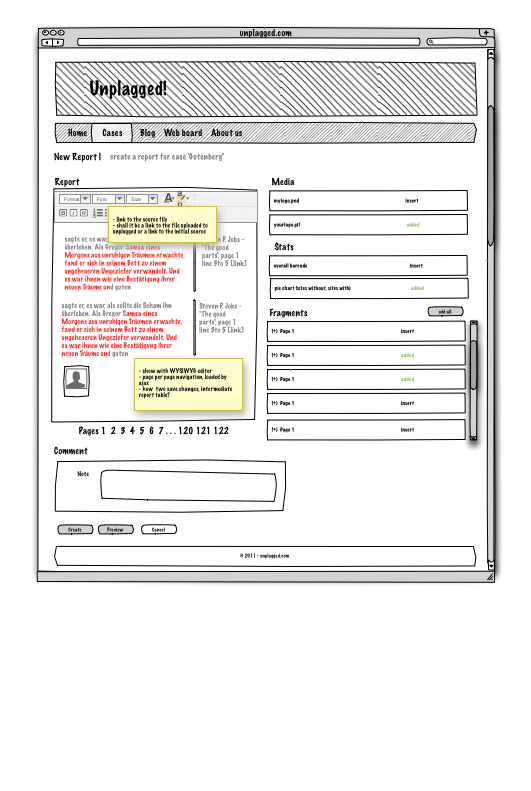 unplagged.com
Unplagged!
Home Cases Blog Web board About us
New Report | create a report for case 'Gutenberg'
Report
Format Font Size A
B I U
- link to the source file
- shall it be a link to the file uploaded to
unplagged or a link to the initial source
sagte er, es war,
überleben. Als Gregor Samsa eines
Morgens aus unruhigen Träumen erwachte,
fand er sich in seinem Bett zu einem
ungeheueren Ungeziefer verwandelt. Und
es war ihnen wie eine Bestätigung ihrer
neuen Träume und guten
P. Jobs -
"The good
parts', page 1
line 5to 5 [link]
sagte er, es war, als sollte die Scham ihn
überleben. Als Gregor Samsa eines
Morgens aus unruhigen Träumen erwachte,
fand er sich in seinem Bett zu einem
ungeheueren Ungeziefer verwandelt. Und
es war ihnen wie eine Bestätigung ihrer
neuen Träume und guten
Steven P. Jobs -
"The good
parts', page 1
line 5to 5 [link]
- show with WYSIWYG editor
- page per page navigation, loaded by
ajax
- how two save changes, intermediate
report table?
Pages 1 2 3 4 5 6 7 . . . 120 121 122
Media
mylogo.pnd insert
yourlogo.gif added
Stats
overall barcode insert
pix chart (sites without, sites with) added
Fragments add all
(+) Page 1 insert
(+) Page 1 added
(+) Page 1 added
(+) Page 1 insert
(+) Page 1 insert
Comment
Note
Create Preview Cancel
© 2011 - unplagged.com